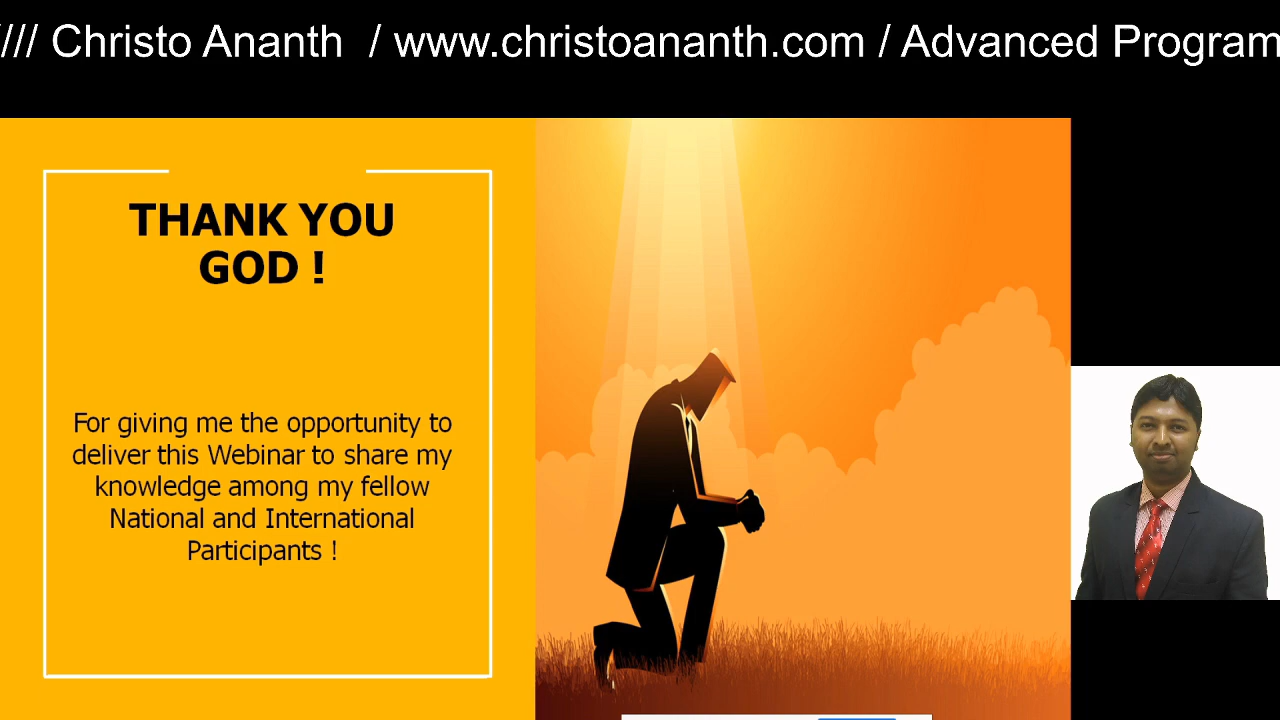 //// Christo Ananth / www.christoananth.com / Advanced Program
THANK YOU
GOD !
For giving me the opportunity to
deliver this Webinar to share my
knowledge among my fellow
National and International
Participants !